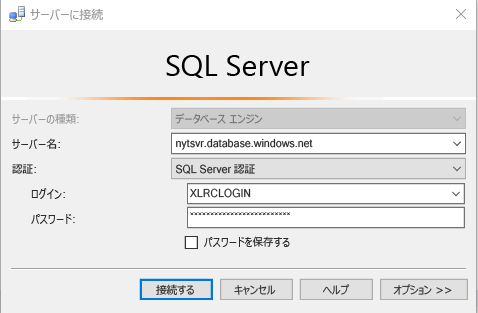 サーバーに接続
SQL Server
サーバーの種類: データベース エンジン
サーバー名: nytsvr.database.windows.net
認証: SQL Server 認証
ログイン: XLRCLOGIN
パスワード: ************************
パスワードを保存する
接続する キャンセル ヘルプ オプション >>